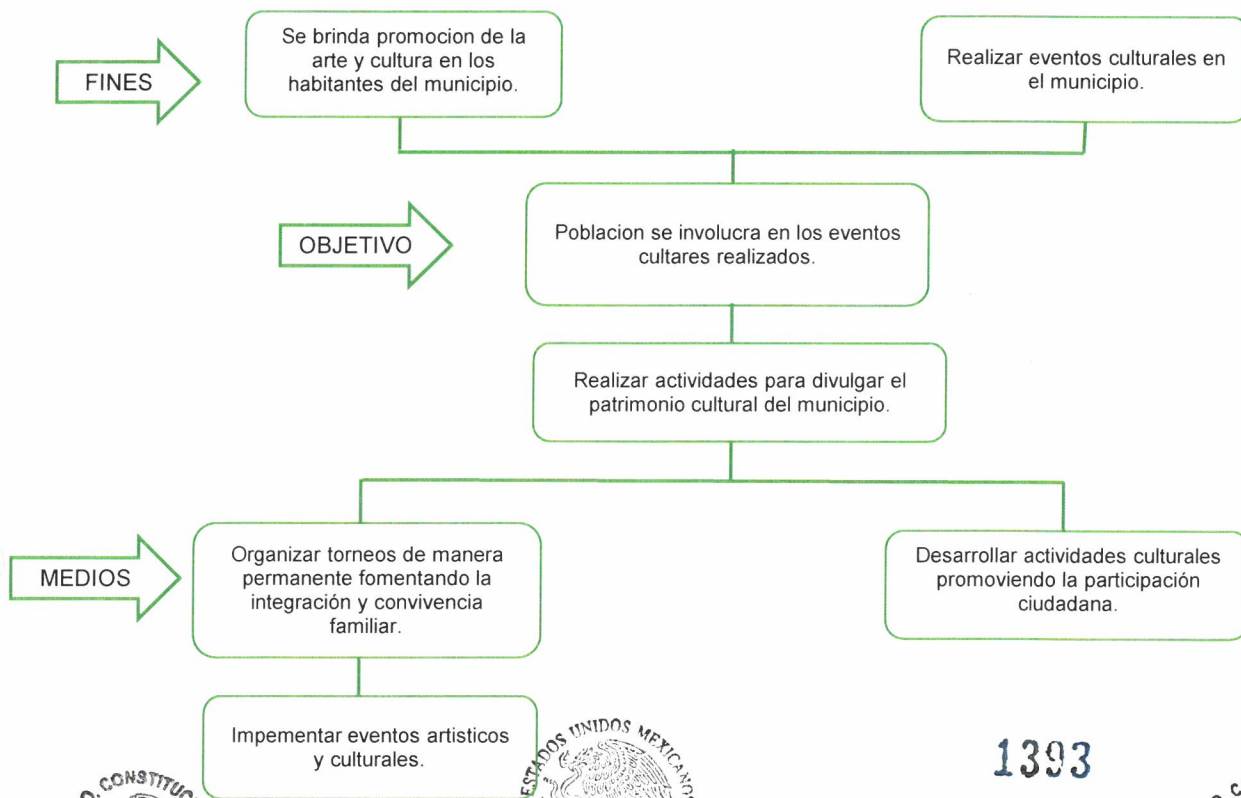 Se brinda promocion de la
arte y cultura en los
habitantes del municipio.
Realizar eventos culturales en
el municipio.
FINES
Poblacion se involucra en los eventos
cultares realizados.
OBJETIVO
Realizar actividades para divulgar el
patrimonio cultural del municipio.
Organizar torneos de manera
permanente fomentando la
integración y convivencia
familiar.
MEDIOS
Desarrollar actividades culturales
promoviendo la participación
ciudadana.
Impementar eventos artisticos
y culturales.
ESTADOS UNIDOS MEXICANOS
1393